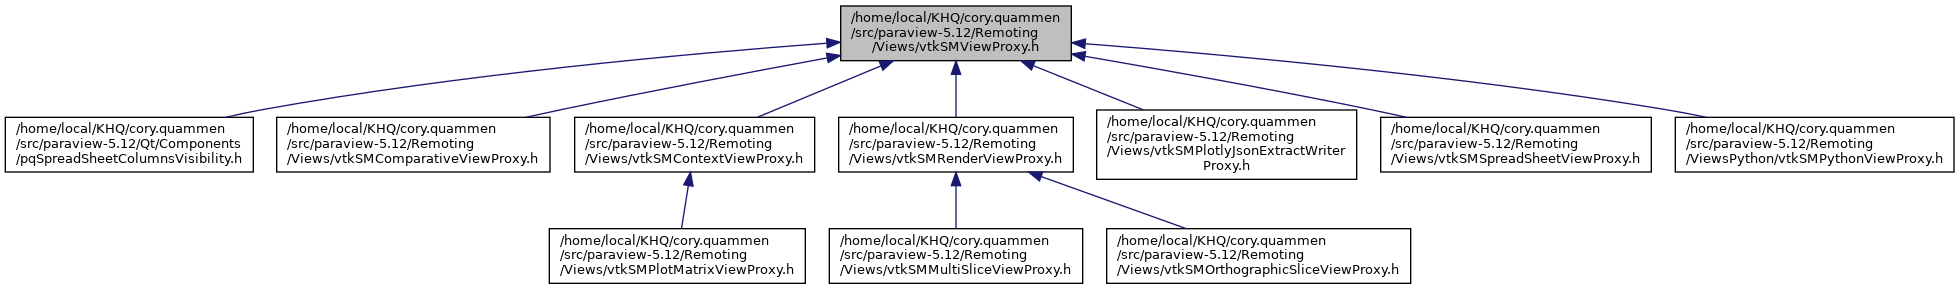 /home/local/KHQ/cory.quammen
/src/paraview-5.12/Remoting
/Views/vtkSMViewProxy.h
/home/local/KHQ/cory.quammen
/src/paraview-5.12/Qt/Components
/pqSpreadSheetColumnsVisibility.h
/home/local/KHQ/cory.quammen
/src/paraview-5.12/Remoting
/Views/vtkSMComparativeViewProxy.h
/home/local/KHQ/cory.quammen
/src/paraview-5.12/Remoting
/Views/vtkSMContextViewProxy.h
/home/local/KHQ/cory.quammen
/src/paraview-5.12/Remoting
/Views/vtkSMRenderViewProxy.h
/home/local/KHQ/cory.quammen
/src/paraview-5.12/Remoting
/Views/vtkSMPlotlyJsonExtractWriter
Proxy.h
/home/local/KHQ/cory.quammen
/src/paraview-5.12/Remoting
/Views/vtkSMSpreadSheetViewProxy.h
/home/local/KHQ/cory.quammen
/src/paraview-5.12/Remoting
/ViewsPython/vtkSMPythonViewProxy.h
/home/local/KHQ/cory.quammen
/src/paraview-5.12/Remoting
/Views/vtkSMPlotMatrixViewProxy.h
/home/local/KHQ/cory.quammen
/src/paraview-5.12/Remoting
/Views/vtkSMMultiSliceViewProxy.h
/home/local/KHQ/cory.quammen
/src/paraview-5.12/Remoting
/Views/vtkSMOrthographicSliceViewProxy.h